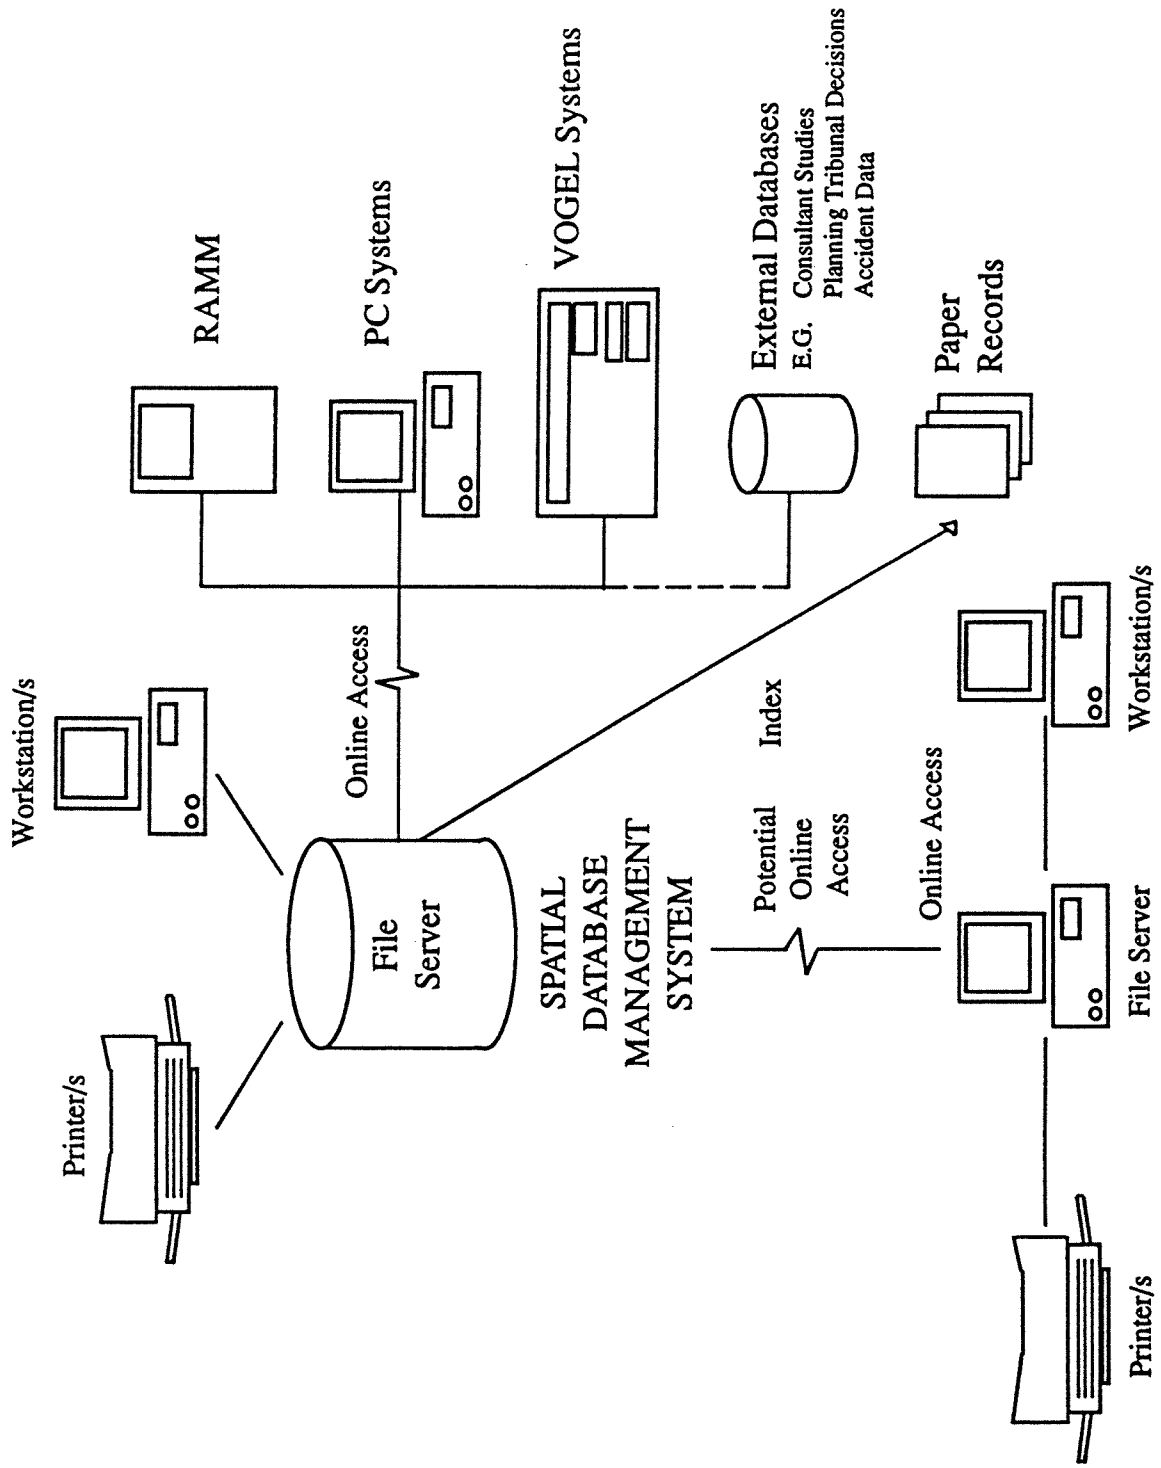 Printer/s
Workstation/s
File
Server
SPATIAL
DATABASE
MANAGEMENT
SYSTEM
Online Access
RAMM
PC Systems
VOGEL Systems
External Databases
E.G. Consultant Studies
Planning Tribunal Decisions
Accident Data
Paper
Records
Index
Potential
Online
Access
Online Access
Printer/s
File Server
Workstation/s